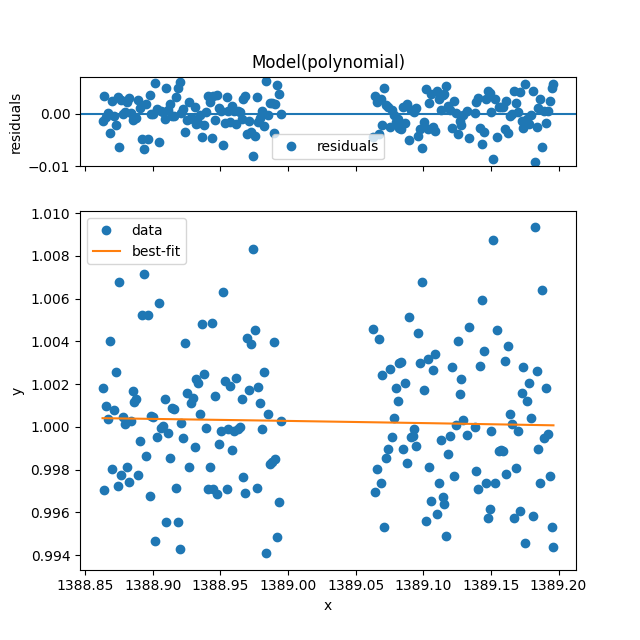 Model(polynomial)
residuals
0.00
−0.01
residuals
1.010
1.008
1.006
1.004
1.002
1.000
0.998
0.996
0.994
y
data
best-fit
1388.85 1388.90 1388.95 1389.00 1389.05 1389.10 1389.15 1389.20
x